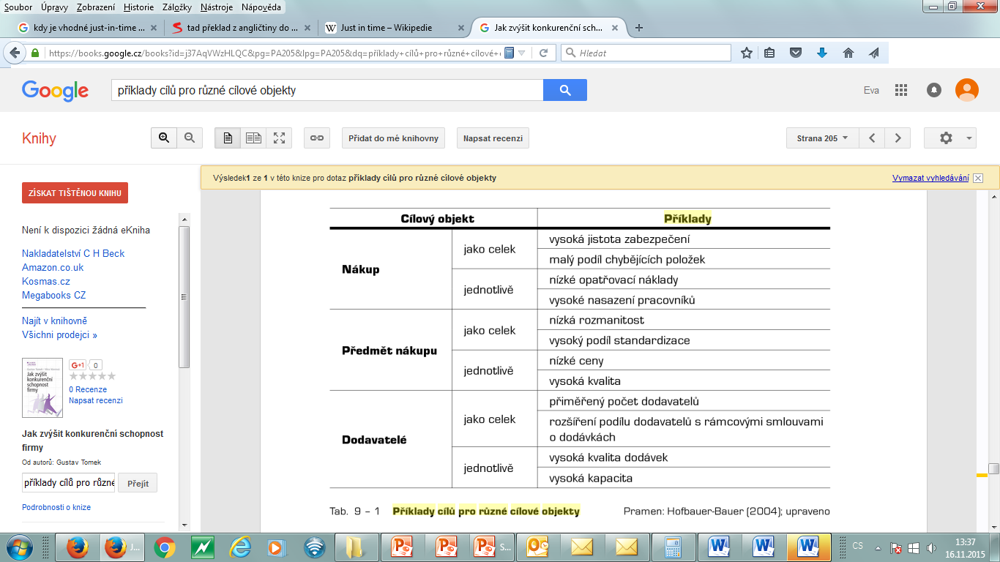 Soubor Úpravy Zobrazení Historie Záložky Nástroje Nápověda
kdy je vhodné just-in-time ...
tad překlad z angličtiny do ...
Just in time – Wikipedie
Jak zvýšit konkurenční sch...
https://books.google.cz/books?id=j37AqVWzHLQC&pg=PA205&lpg=PA205&dq=příklady+cílů+pro+různé+cílové+
Hledat
Google
příklady cílů pro různé cílové objekty
Eva
Knihy
Přidat do mé knihovny
Napsat recenzi
Strana 205
Výsledek1 ze 1 v této knize pro dotaz příklady cílů pro různé cílové objekty
Vymazat vyhledávání
ZÍSKAT TIŠTĚNOU KNIHU
Není k dispozici žádná eKniha
Nakladatelství C H Beck
Amazon.co.uk
Kosmas.cz
Megabooks CZ
Najít v knihovně
Všichni prodejci »
G+1 0
0 Recenze
Napsat recenzi
Jak zvýšit
konkurenční
schopnost
firmy
Jak zvýšit konkurenční schopnost
firmy
Od autorů: Gustav Tomek
příklady cílů pro různé
Přejít
Podrobnosti o knize
Cílový objekt Příklady
Nákup
jako celek
vysoká jistota zabezpečení
malý podíl chybějících položek
jednotlivě
nízké opatřovací náklady
vysoké nasazení pracovníků
Předmět nákupu
jako celek
nízká rozmanitost
vysoký podíl standardizace
jednotlivě
nízké ceny
vysoká kvalita
Dodavatelé
jako celek
přiměřený počet dodavatelů
rozšíření podílu dodavatelů s rámcovými smlouvami
o dodávkách
jednotlivě
vysoká kvalita dodávek
vysoká kapacita
Tab. 9 – 1 Příklady cílů pro různé cílové objekty Pramen: Hofbauer-Bauer (2004); upraveno
J...
S...
CS
13:37
16.11.2015